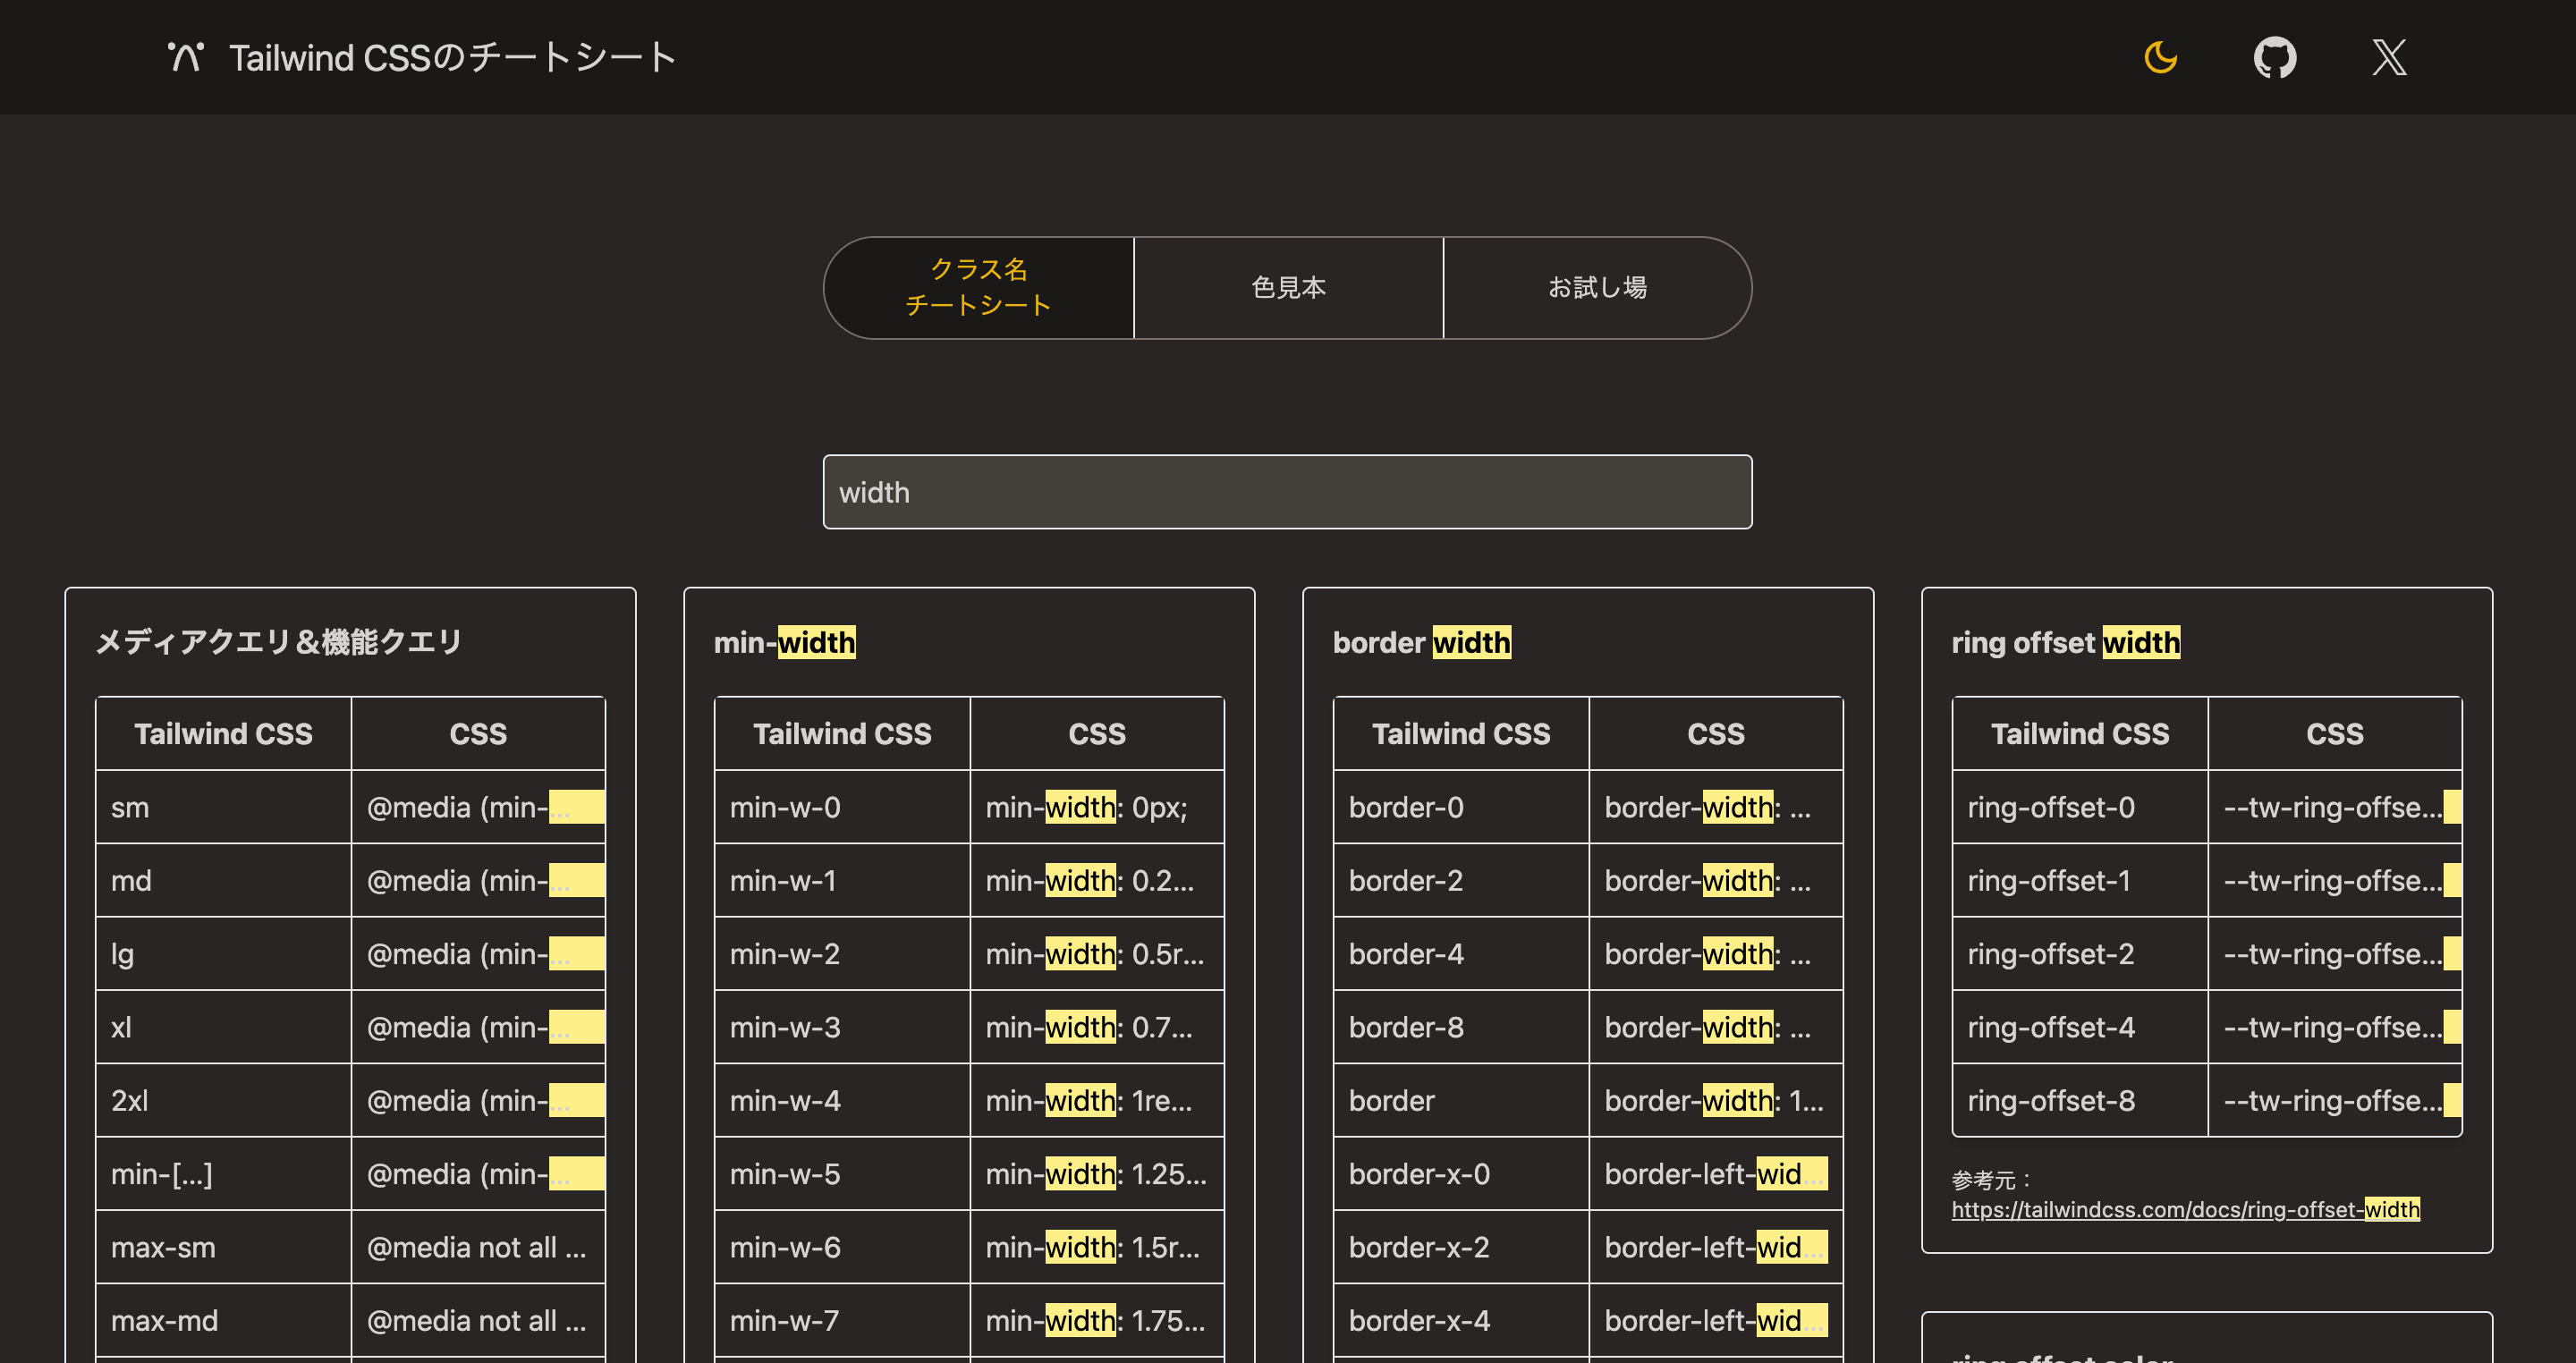 Tailwind CSSのチートシート
クラス名
チートシート
色見本
お試し場
width
メディアクエリ＆機能クエリ
Tailwind CSS CSS
sm @media (min-...
md @media (min-...
lg @media (min-...
xl @media (min-...
2xl @media (min-...
min-[...] @media (min-...
max-sm @media not all ...
max-md @media not all ...
min-width
Tailwind CSS CSS
min-w-0 min-width: 0px;
min-w-1 min-width: 0.2...
min-w-2 min-width: 0.5r...
min-w-3 min-width: 0.7...
min-w-4 min-width: 1re...
min-w-5 min-width: 1.25...
min-w-6 min-width: 1.5r...
min-w-7 min-width: 1.75...
border width
Tailwind CSS CSS
border-0 border-width: ...
border-2 border-width: ...
border-4 border-width: ...
border-8 border-width: ...
border border-width: 1...
border-x-0 border-left-wid...
border-x-2 border-left-wid...
border-x-4 border-left-wid...
ring offset width
Tailwind CSS CSS
ring-offset-0 --tw-ring-offse...
ring-offset-1 --tw-ring-offse...
ring-offset-2 --tw-ring-offse...
ring-offset-4 --tw-ring-offse...
ring-offset-8 --tw-ring-offse...
参考元：
https://tailwindcss.com/docs/ring-offset-width
ring offset color